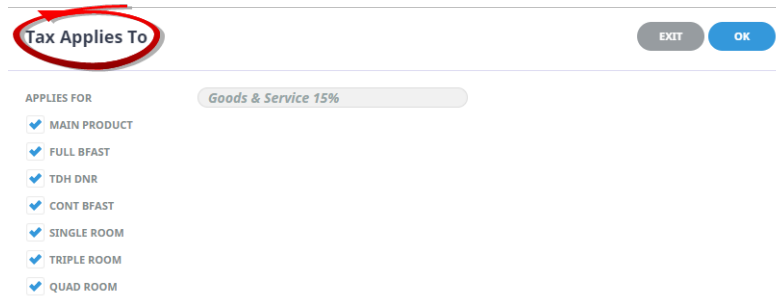 Tax Applies To
EXIT
OK
APPLIES FOR
Goods & Service 15%
MAIN PRODUCT
FULL BFAST
TDH DNR
CONT BFAST
SINGLE ROOM
TRIPLE ROOM
QUAD ROOM